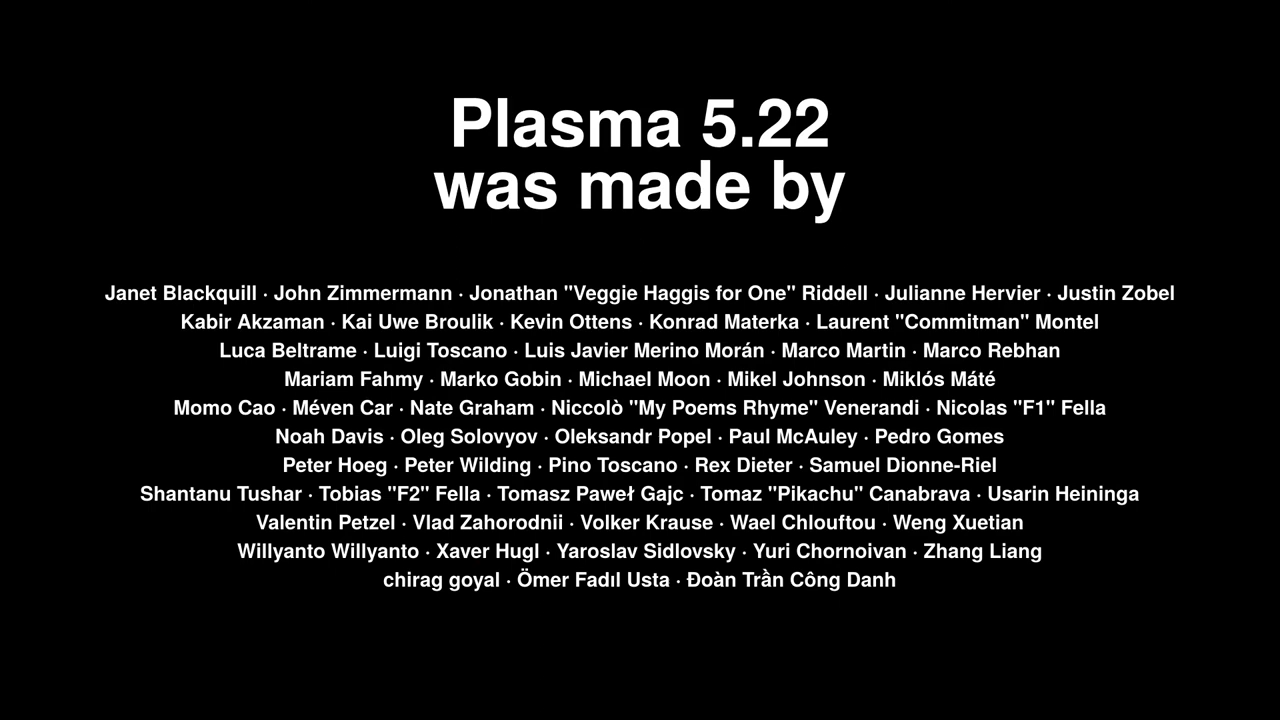 Plasma 5.22
was made by
Janet Blackquill · John Zimmermann · Jonathan "Veggie Haggis for One" Riddell · Julianne Hervier · Justin Zobel
Kabir Akzaman · Kai Uwe Broulik · Kevin Ottens · Konrad Materka · Laurent "Commitman" Montel
Luca Beltrame · Luigi Toscano · Luis Javier Merino Morán · Marco Martin · Marco Rebhan
Mariam Fahmy · Marko Gobin · Michael Moon · Mikel Johnson · Miklós Máté
Momo Cao · Méven Car · Nate Graham · Niccolò "My Poems Rhyme" Venerandi · Nicolas "F1" Fella
Noah Davis · Oleg Solovyov · Oleksandr Popel · Paul McAuley · Pedro Gomes
Peter Hoeg · Peter Wilding · Pino Toscano · Rex Dieter · Samuel Dionne-Riel
Shantanu Tushar · Tobias "F2" Fella · Tomasz Paweł Gajc · Tomaz "Pikachu" Canabrava · Usarin Heininga
Valentin Petzel · Vlad Zahorodnii · Volker Krause · Wael Chlouftou · Weng Xuetian
Willyanto Willyanto · Xaver Hugl · Yaroslav Sidlovsky · Yuri Chornoivan · Zhang Liang
chirag goyal · Ömer Fadıl Usta · Đoàn Trần Công Danh